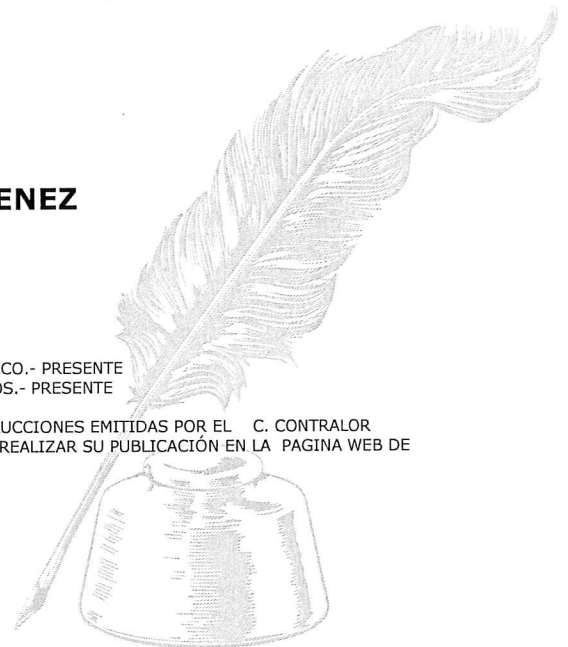 ENEZ
CO.- PRESENTE
OS.- PRESENTE
UCCIONES EMITIDAS POR EL C. CONTRALOR
REALIZAR SU PUBLICACIÓN EN LA PAGINA WEB DE